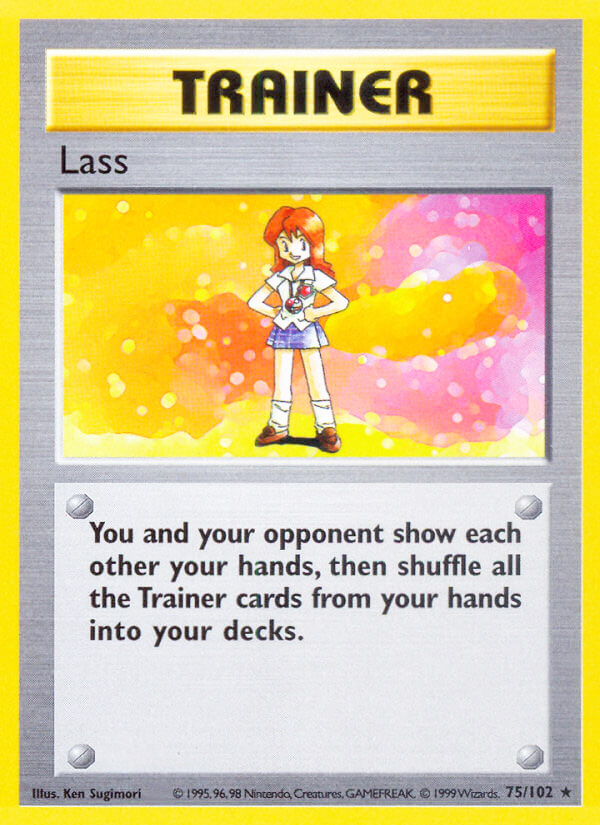 TRAINER
Lass
You and your opponent show each
other your hands, then shuffle all
the Trainer cards from your hands
into your decks.
Illus. Ken Sugimori © 1995, 96, 98 Nintendo, Creatures, GAMEFREAK. © 1999 Wizards. 75/102 ★